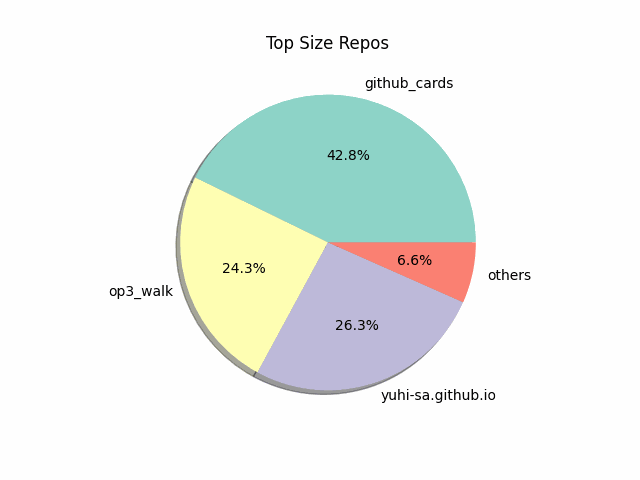 Top Size Repos
github_cards
42.8%
24.3%
6.6%
others
op3_walk
26.3%
yuhi-sa.github.io